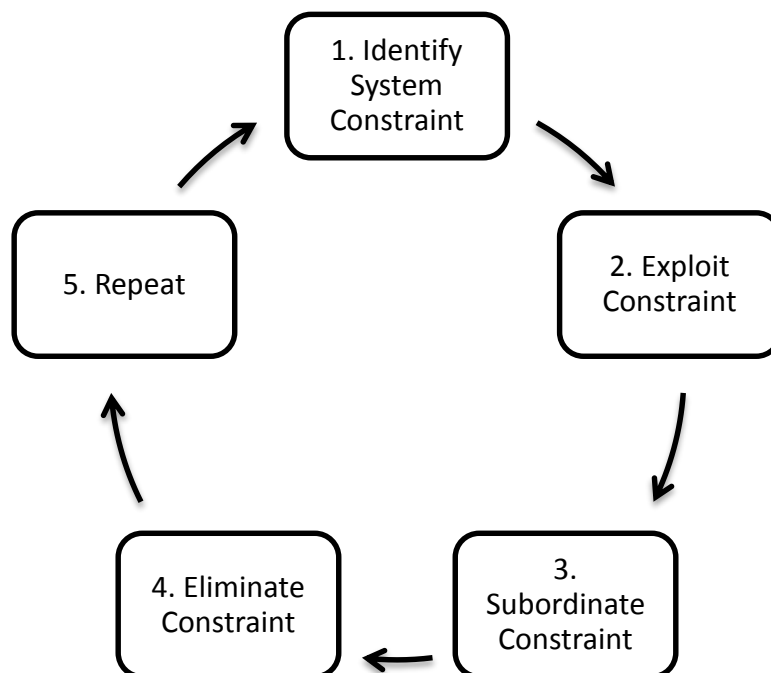 1. Identify
System
Constraint
2. Exploit
Constraint
3.
Subordinate
Constraint
4. Eliminate
Constraint
5. Repeat